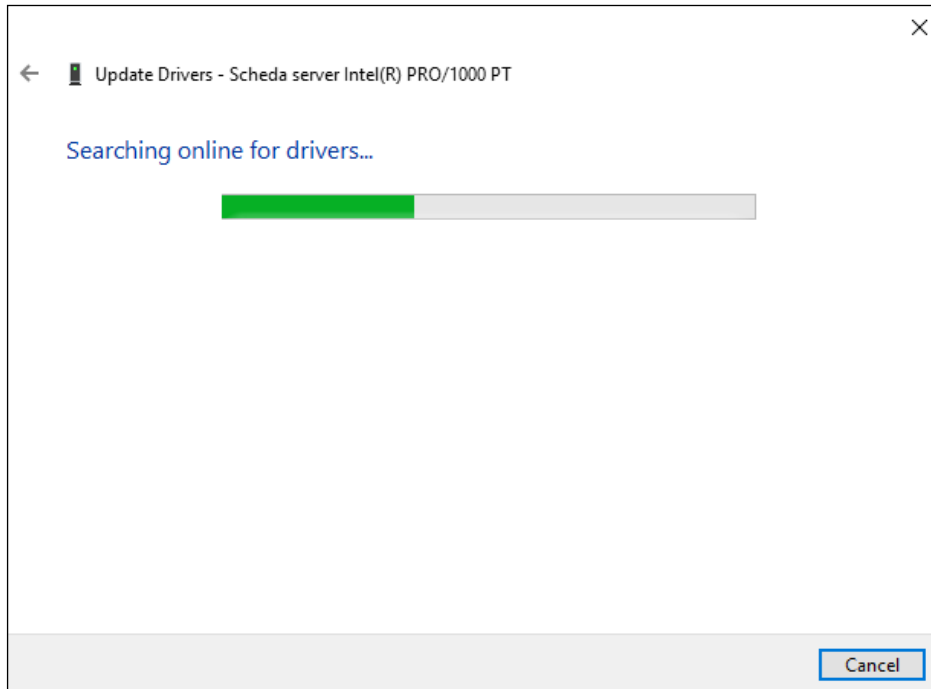 Update Drivers - Scheda server Intel(R) PRO/1000 PT
Searching online for drivers...
Cancel